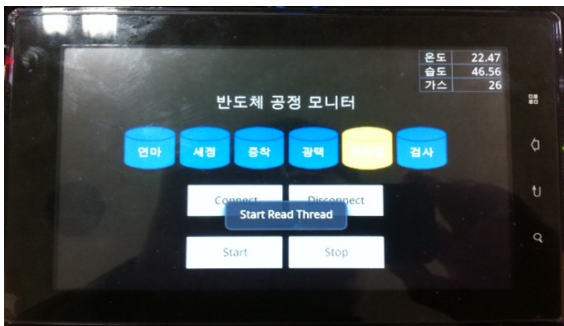 온도 22.47
습도 46.56
가스 26
반도체 공정 모니터
연마 세정 증착 광택 검사
Connect Disconnect
Start Read Thread
Start Stop